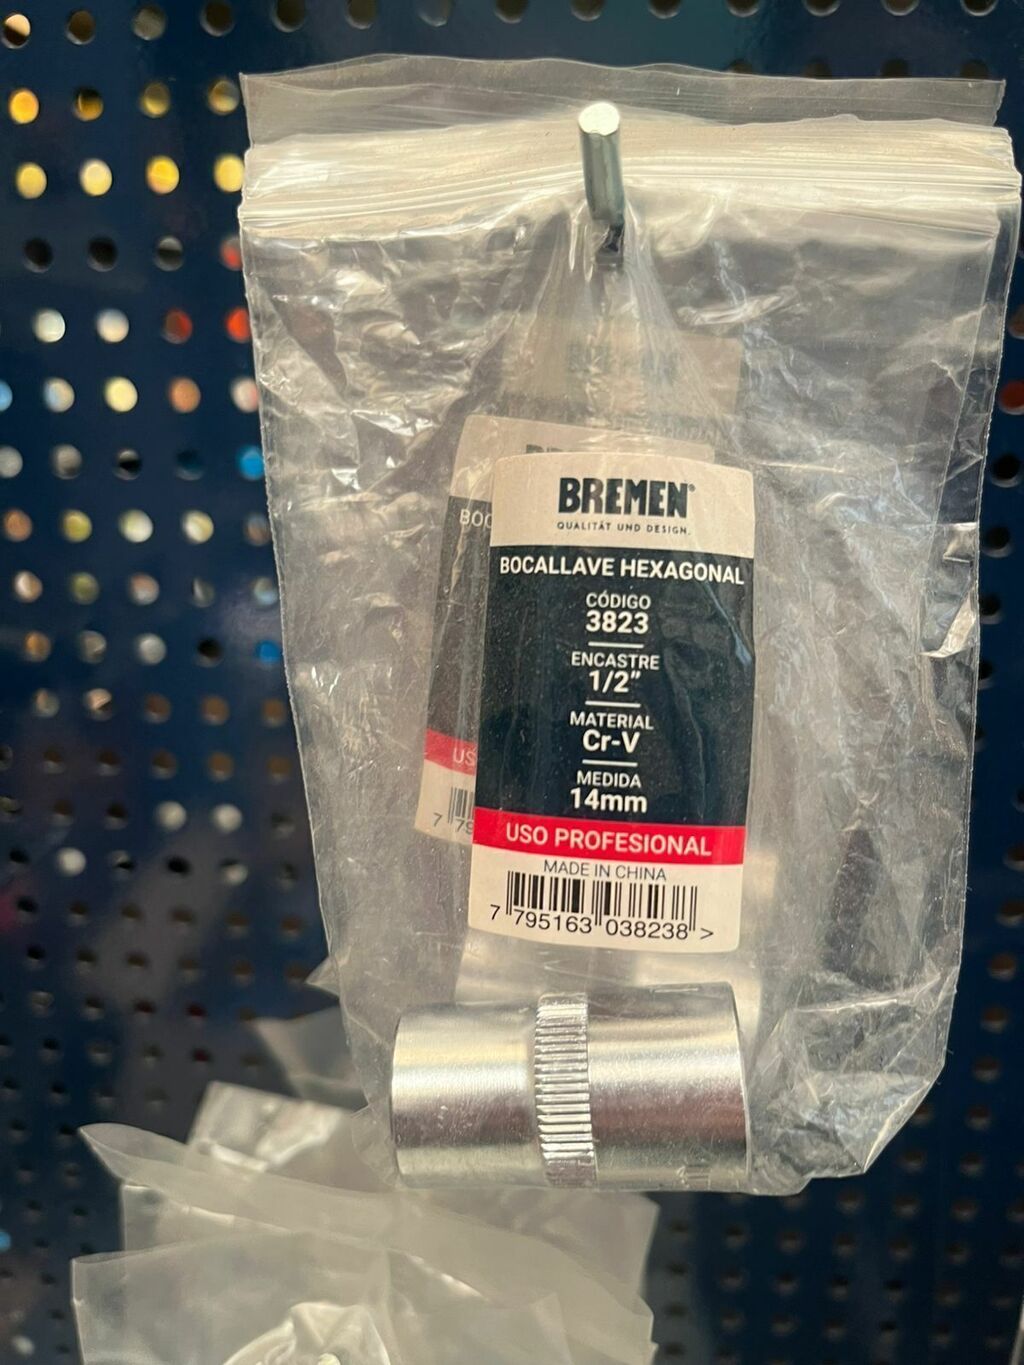 BREMEN®
QUALITÄT UND DESIGN.
BOCALLAVE HEXAGONAL
CÓDIGO
3823
ENCASTRE
1/2"
MATERIAL
Cr-V
MEDIDA
14mm
USO PROFESIONAL
MADE IN CHINA
7 795163 038238 >